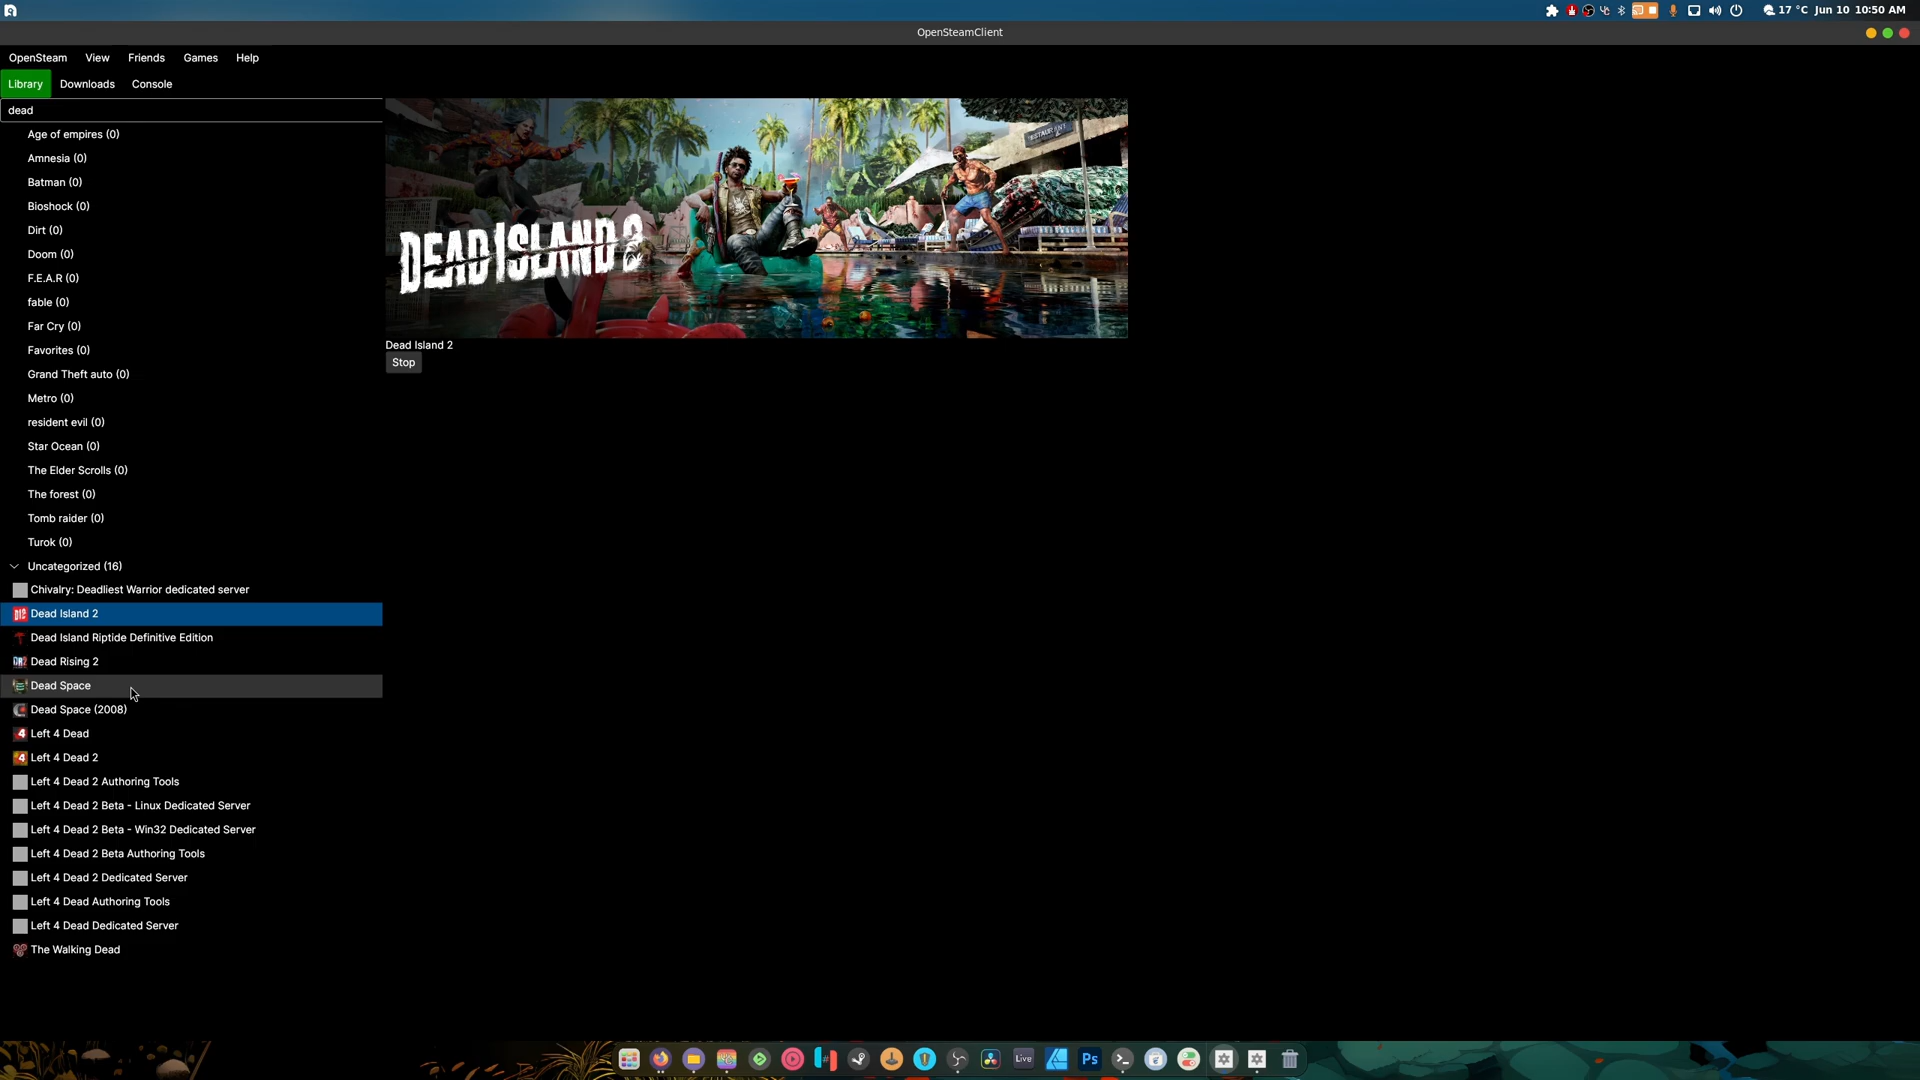 17 °C Jun 10 10:50 AM
OpenSteamClient
OpenSteam View Friends Games Help
Library Downloads Console
dead
Age of empires (0)
Amnesia (0)
Batman (0)
Bioshock (0)
Dirt (0)
Doom (0)
F.E.A.R (0)
fable (0)
Far Cry (0)
Favorites (0)
Grand Theft auto (0)
Metro (0)
resident evil (0)
Star Ocean (0)
The Elder Scrolls (0)
The forest (0)
Tomb raider (0)
Turok (0)
Uncategorized (16)
Chivalry: Deadliest Warrior dedicated server
Dead Island 2
Dead Island Riptide Definitive Edition
Dead Rising 2
Dead Space
Dead Space (2008)
Left 4 Dead
Left 4 Dead 2
Left 4 Dead 2 Authoring Tools
Left 4 Dead 2 Beta - Linux Dedicated Server
Left 4 Dead 2 Beta - Win32 Dedicated Server
Left 4 Dead 2 Beta Authoring Tools
Left 4 Dead 2 Dedicated Server
Left 4 Dead Authoring Tools
Left 4 Dead Dedicated Server
The Walking Dead
DEAD ISLAND 2
Dead Island 2
Stop
Live
Ps